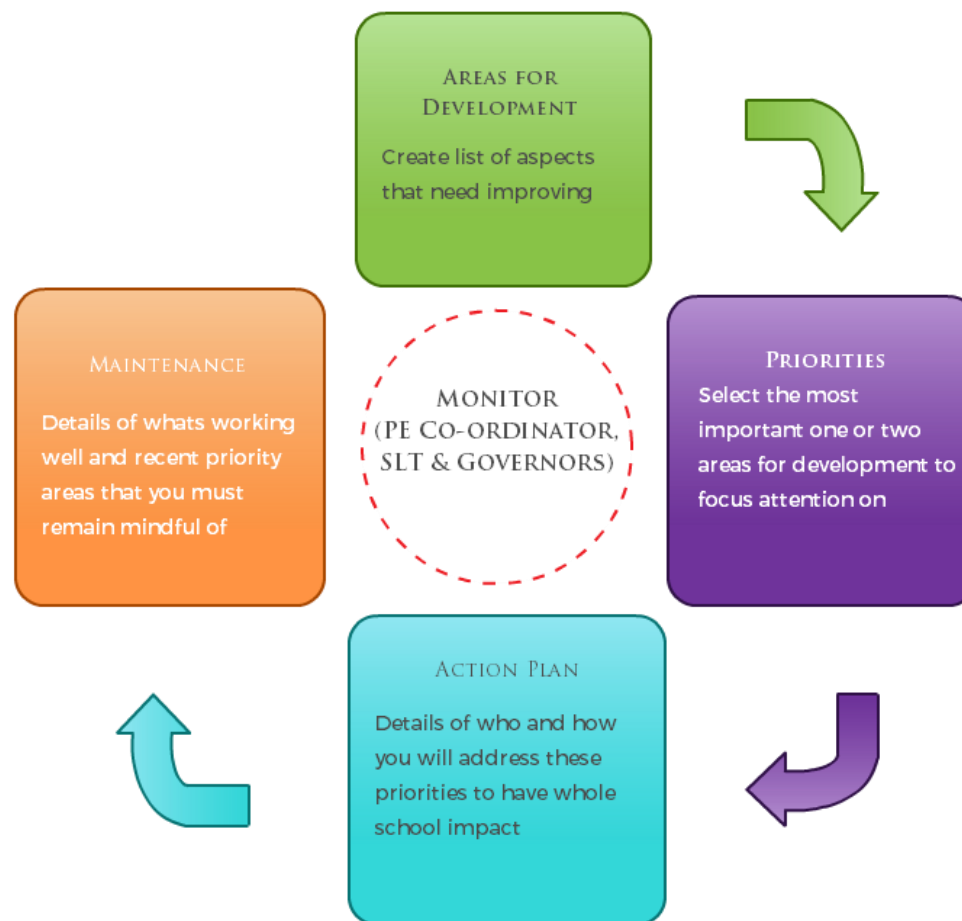 AREAS FOR
DEVELOPMENT
Create list of aspects
that need improving
PRIORITIES
Select the most
important one or two
areas for development to
focus attention on
ACTION PLAN
Details of who and how
you will address these
priorities to have whole
school impact
MAINTENANCE
Details of whats working
well and recent priority
areas that you must
remain mindful of
MONITOR
(PE CO-ORDINATOR,
SLT & GOVERNORS)